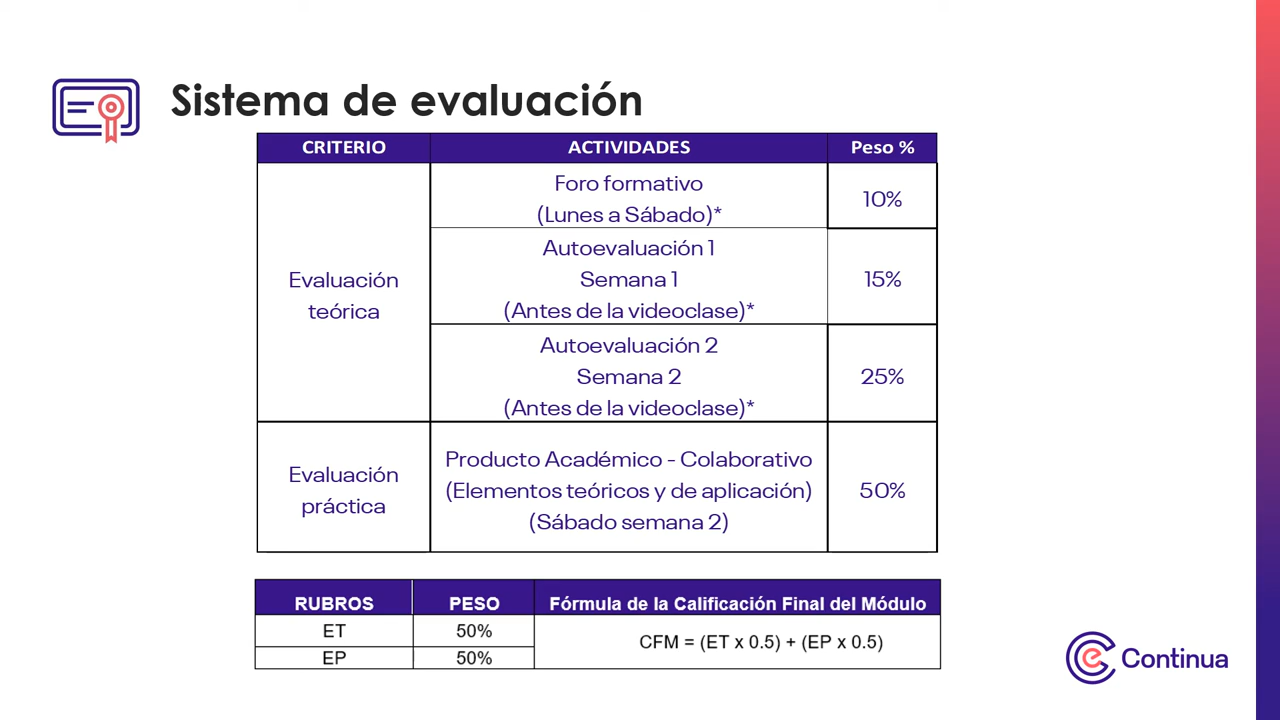 Sistema de evaluación
CRITERIO ACTIVIDADES Peso %
Evaluación
teórica
Foro formativo
(Lunes a Sábado)*
10%
Autoevaluación 1
Semana 1
(Antes de la videoclase)*
15%
Autoevaluación 2
Semana 2
(Antes de la videoclase)*
25%
Evaluación
práctica
Producto Académico - Colaborativo
(Elementos teóricos y de aplicación)
(Sábado semana 2)
50%
RUBROS PESO Fórmula de la Calificación Final del Módulo
ET 50%
EP 50%
CFM = (ET x 0.5) + (EP x 0.5)
Continua